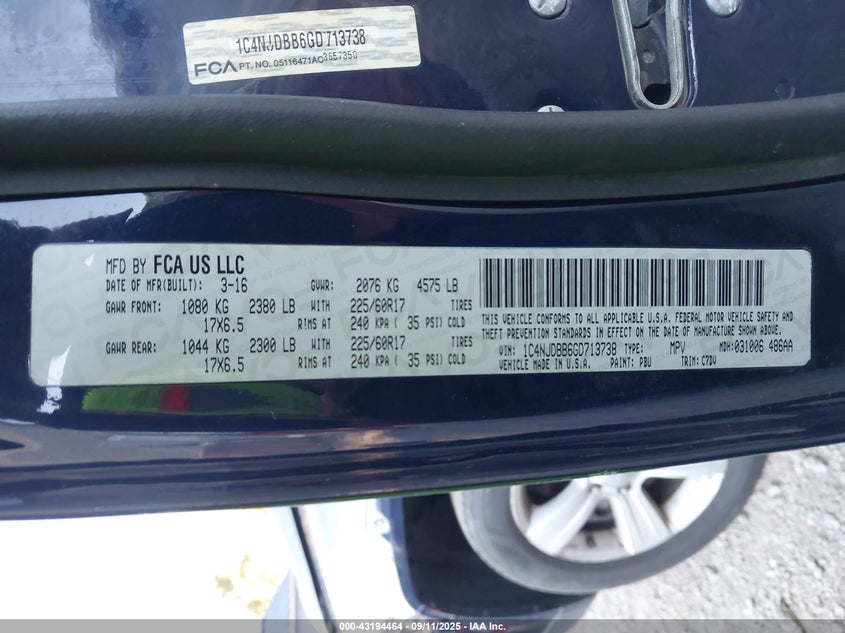 1C4NJDBB6GD713738
FCA PT. NO. 05116471AC 3657350
MFD BY FCA US LLC
DATE OF MFR(BUILT): 3-16 GVWR: 2076 KG 4575 LB
GAWR FRONT: 1080 KG 2380 LB WITH 225/60R17 TIRES
17X6.5 RIMS AT 240 KPA ( 35 PSI) COLD
GAWR REAR: 1044 KG 2300 LB WITH 225/60R17 TIRES
17X6.5 RIMS AT 240 KPA ( 35 PSI) COLD
THIS VEHICLE CONFORMS TO ALL APPLICABLE U.S.A. FEDERAL MOTOR VEHICLE SAFETY AND
THEFT PREVENTION STANDARDS IN EFFECT ON THE DATE OF MANUFACTURE SHOWN ABOVE.
VIN: 1C4NJDBB6GD713738 TYPE: MPV MDH: 031006 486AA
VEHICLE MADE IN U.S.A. PAINT: PBU TRIM: C7DV
000-43194464 - 09/11/2025 - IAA Inc.